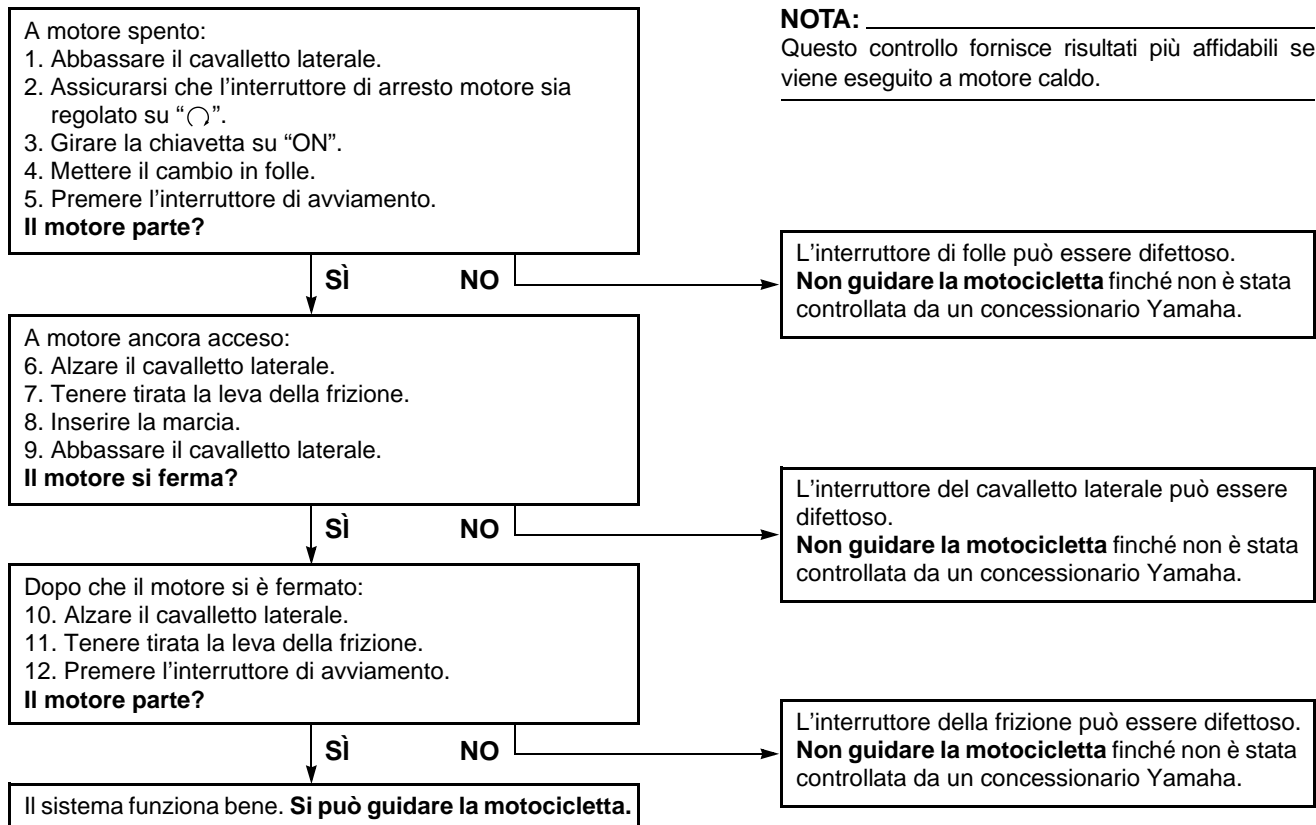 A motore spento:
1. Abbassare il cavalletto laterale.
2. Assicurarsi che l’interruttore di arresto motore sia
regolato su “”.
3. Girare la chiavetta su “ON”.
4. Mettere il cambio in folle.
5. Premere l’interruttore di avviamento.
Il motore parte?
NOTA:
Questo controllo fornisce risultati più affidabili se
viene eseguito a motore caldo.
SÌ NO
L’interruttore di folle può essere difettoso.
Non guidare la motocicletta finché non è stata
controllata da un concessionario Yamaha.
A motore ancora acceso:
6. Alzare il cavalletto laterale.
7. Tenere tirata la leva della frizione.
8. Inserire la marcia.
9. Abbassare il cavalletto laterale.
Il motore si ferma?
SÌ NO
L’interruttore del cavalletto laterale può essere
difettoso.
Non guidare la motocicletta finché non è stata
controllata da un concessionario Yamaha.
Dopo che il motore si è fermato:
10. Alzare il cavalletto laterale.
11. Tenere tirata la leva della frizione.
12. Premere l’interruttore di avviamento.
Il motore parte?
SÌ NO
L’interruttore della frizione può essere difettoso.
Non guidare la motocicletta finché non è stata
controllata da un concessionario Yamaha.
Il sistema funziona bene. Si può guidare la motocicletta.